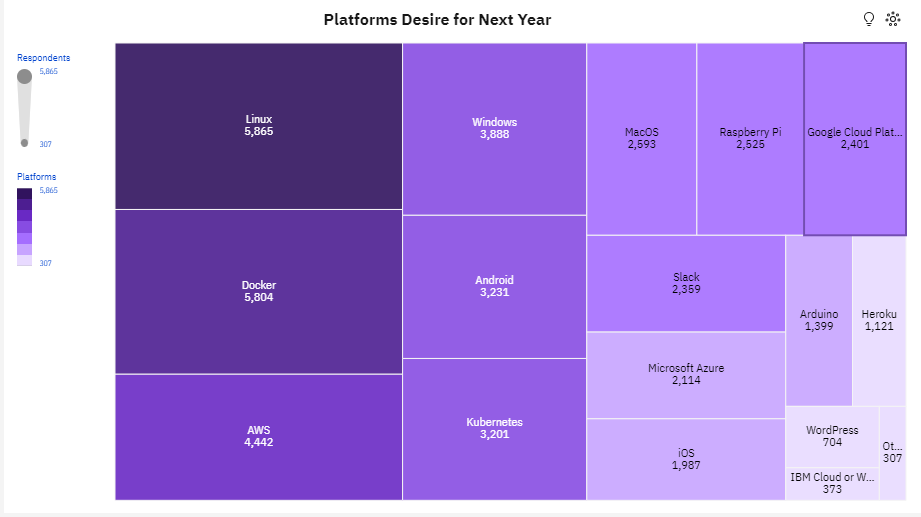 Platforms Desire for Next Year
Respondents
5,865
307
Platforms
5,865
307
Linux
5,865
Docker
5,804
AWS
4,442
Windows
3,888
Android
3,231
Kubernetes
3,201
MacOS
2,593
Raspberry Pi
2,525
Google Cloud Plat...
2,401
Slack
2,359
Microsoft Azure
2,114
iOS
1,987
Arduino
1,399
Heroku
1,121
WordPress
704
IBM Cloud or W...
373
Ot...
307